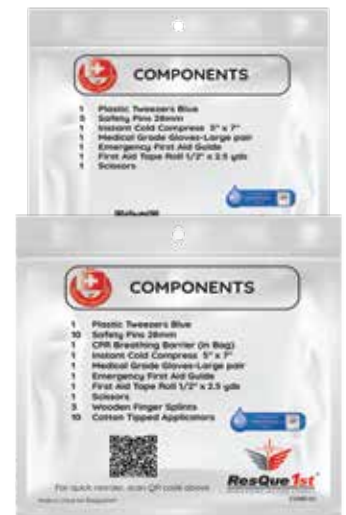 COMPONENTS
1 Plastic Tweezers Blue
5 Safety Pins 28mm
1 Instant Cold Compress 5" x 7"
1 Medical Grade Gloves-Large pair
1 Emergency First Aid Guide
1 First Aid Tape Roll 1/2" x 2.5 yds
1 Scissors
COMPONENTS
1 Plastic Tweezers Blue
10 Safety Pins 28mm
1 CPR Breathing Barrier (in Bag)
1 Instant Cold Compress 5" x 7"
1 Medical Grade Gloves-Large pair
1 Emergency First Aid Guide
1 First Aid Tape Roll 1/2" x 2.5 yds
1 Scissors
3 Wooden Finger Splints
10 Cotton Tipped Applicators
For quick reorder, scan QR code above
ResQue 1st